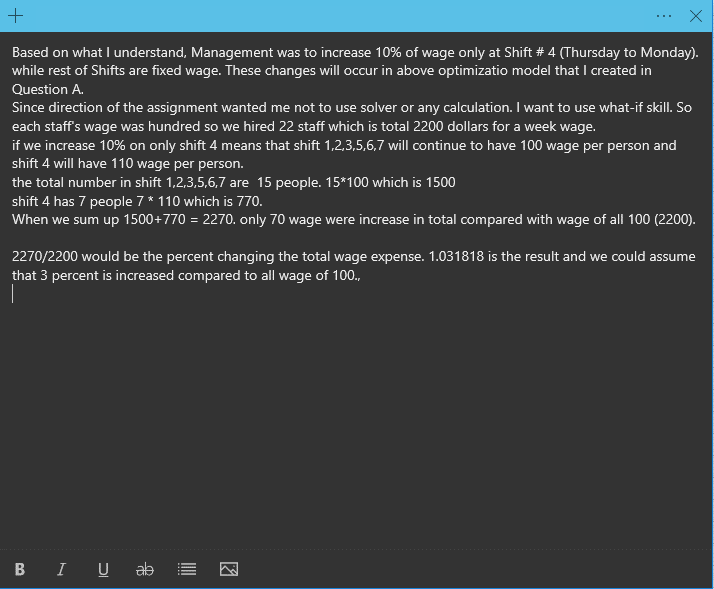 Based on what I understand, Management was to increase 10% of wage only at Shift # 4 (Thursday to Monday).
while rest of Shifts are fixed wage. These changes will occur in above optimizatio model that I created in
Question A.
Since direction of the assignment wanted me not to use solver or any calculation. I want to use what-if skill. So
each staff's wage was hundred so we hired 22 staff which is total 2200 dollars for a week wage.
if we increase 10% on only shift 4 means that shift 1,2,3,5,6,7 will continue to have 100 wage per person and
shift 4 will have 110 wage per person.
the total number in shift 1,2,3,5,6,7 are  15 people. 15*100 which is 1500
shift 4 has 7 people 7 * 110 which is 770.
When we sum up 1500+770 = 2270. only 70 wage were increase in total compared with wage of all 100 (2200).
2270/2200 would be the percent changing the total wage expense. 1.031818 is the result and we could assume
that 3 percent is increased compared to all wage of 100.,
B I U ab